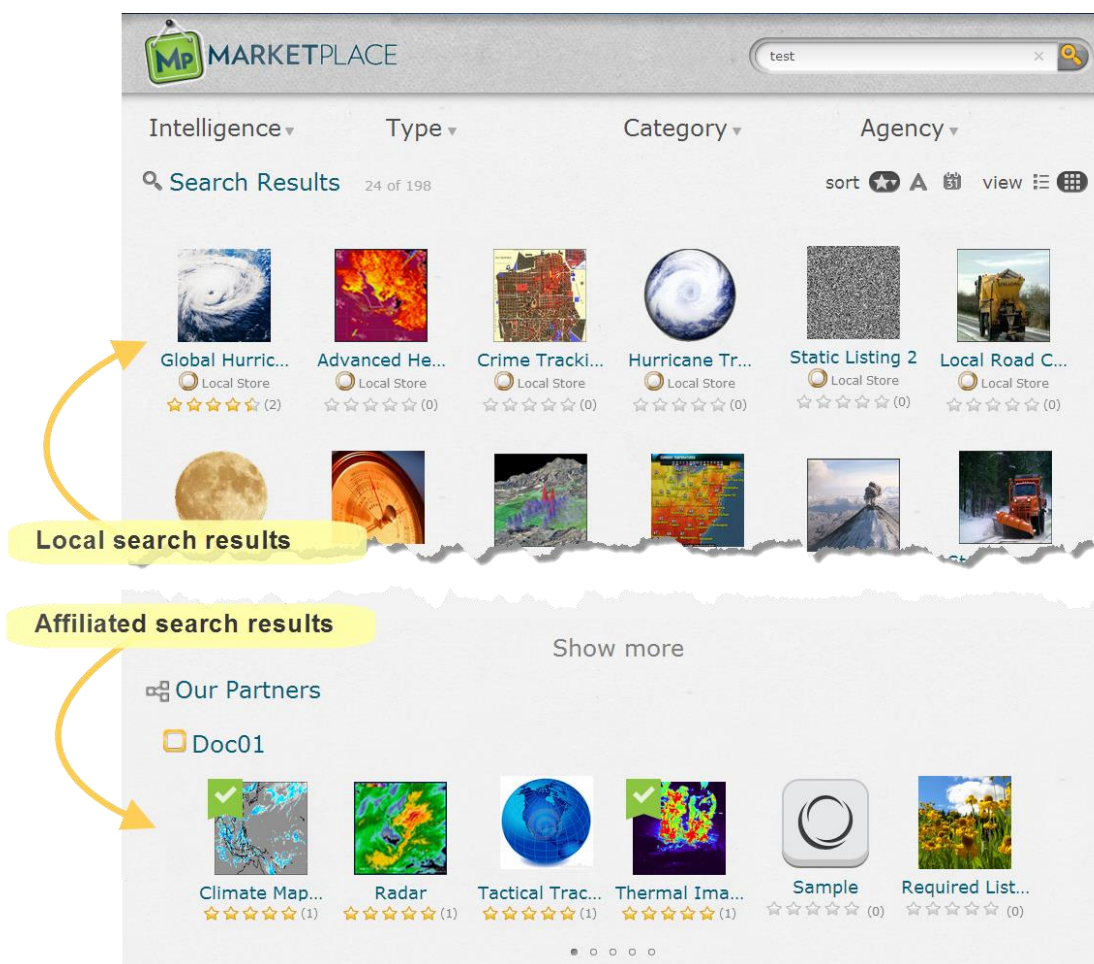 Mp MARKETPLACE
test
Intelligence Type Category Agency
Search Results 24 of 198
sort A 31 view
Global Hurric... Advanced He... Crime Tracki... Hurricane Tr... Static Listing 2 Local Road C...
Local Store Local Store Local Store Local Store Local Store Local Store
(2) (0) (0) (0) (0) (0)
Local search results
Affiliated search results
Show more
Our Partners
Doc01
Climate Map... Radar Tactical Trac... Thermal Ima... Sample Required List...
(1) (1) (1) (1) (0) (0)